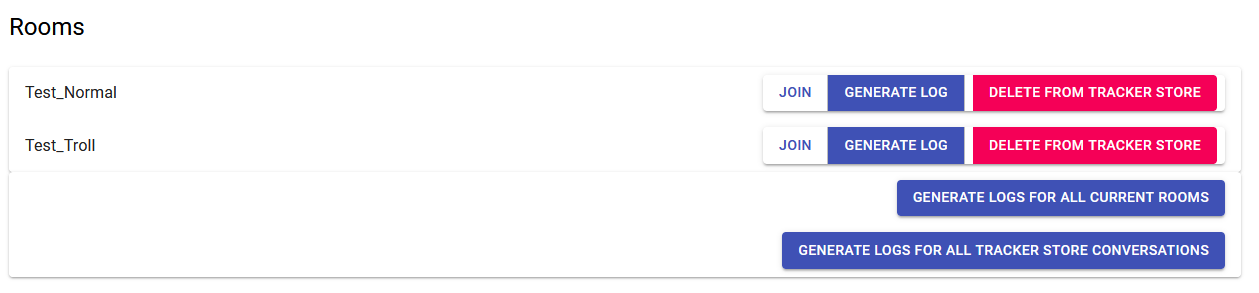 Rooms
Test_Normal JOIN GENERATE LOG DELETE FROM TRACKER STORE
Test_Troll JOIN GENERATE LOG DELETE FROM TRACKER STORE
GENERATE LOGS FOR ALL CURRENT ROOMS
GENERATE LOGS FOR ALL TRACKER STORE CONVERSATIONS